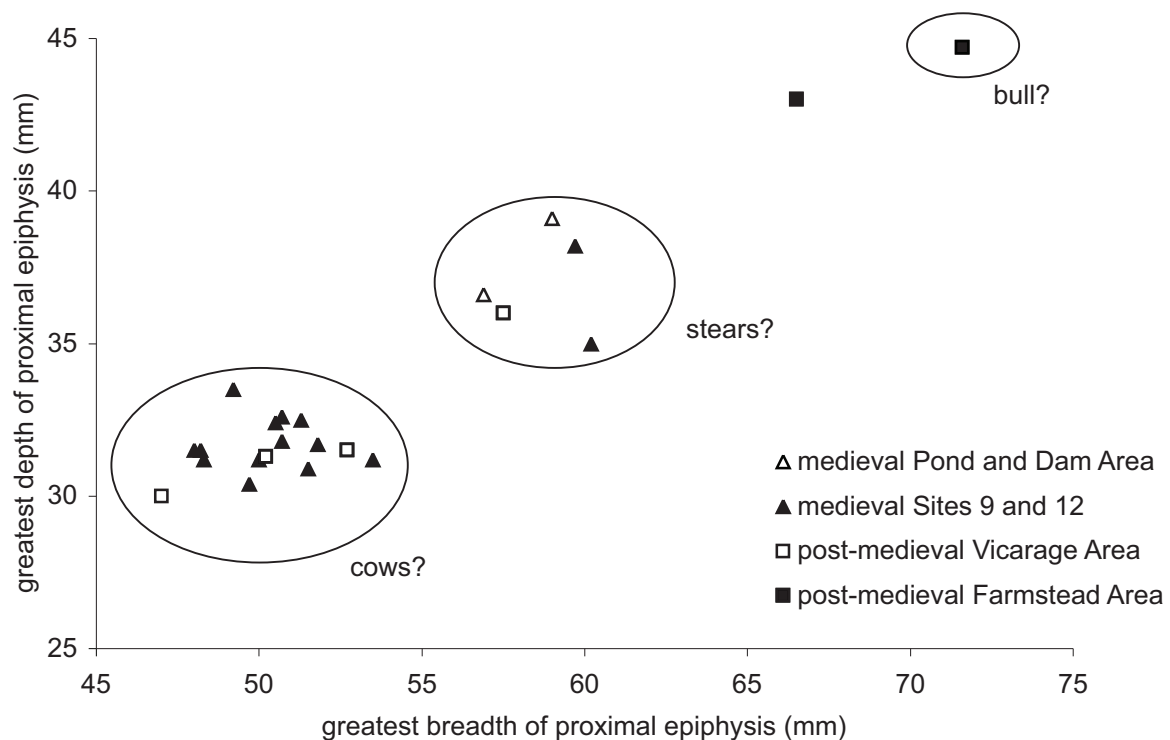 45
bull?
greatest depth of proximal epiphysis (mm)
40
stears?
35
medieval Pond and Dam Area
medieval Sites 9 and 12
30
post-medieval Vicarage Area
cows?
post-medieval Farmstead Area
25
45 50 55 60 65 70 75
greatest breadth of proximal epiphysis (mm)